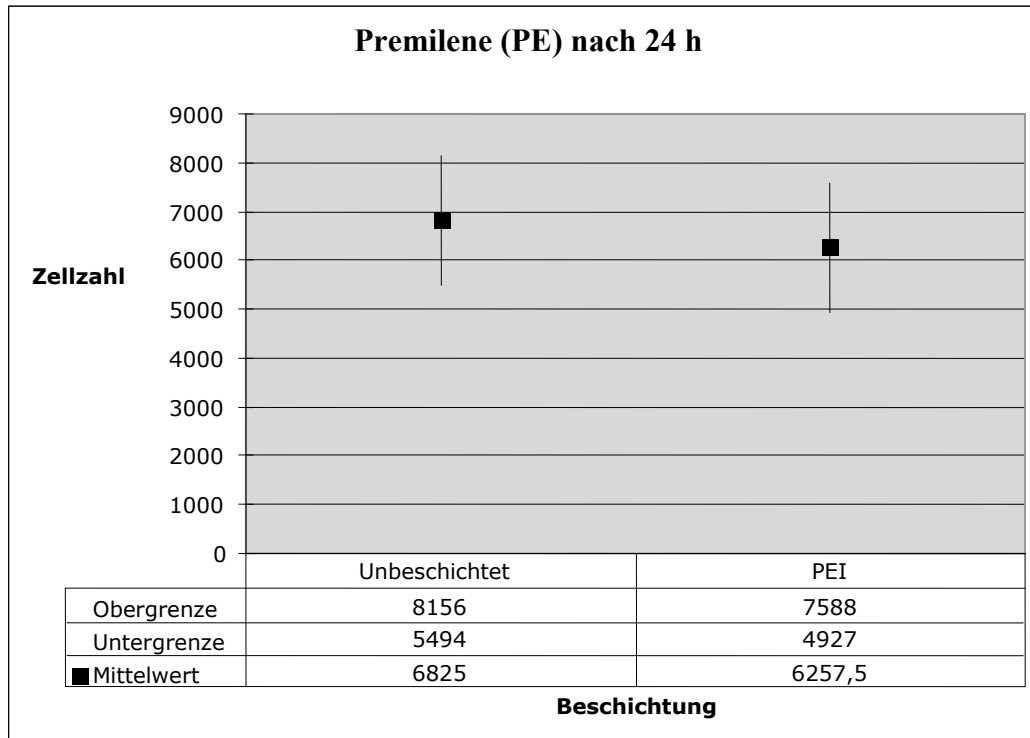 Premilene (PE) nach 24 h
9000
8000
7000
6000
Zellzahl
5000
4000
3000
2000
1000
0
Unbeschichtet PEI
Obergrenze 8156 7588
Untergrenze 5494 4927
Mittelwert 6825 6257,5
Beschichtung